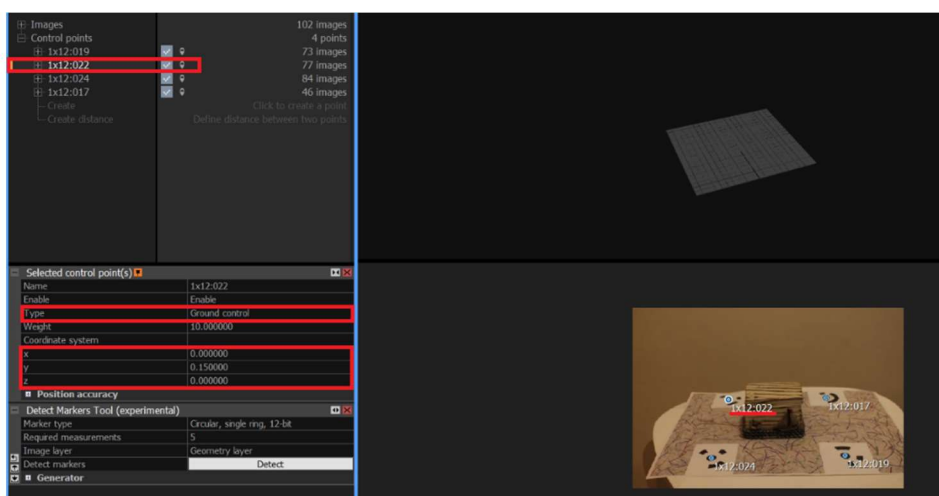 Images 102 images
Control points 4 points
1x12:019 73 images
1x12:022 77 images
1x12:024 84 images
1x12:017 46 images
Create Click to create a point
Create distance Define distance between two points
Selected control point(s)
Name 1x12:022
Enable Enable
Type Ground control
Weight 10.000000
Coordinate system
x 0.000000
y 0.150000
z 0.000000
Position accuracy
Detect Markers Tool (experimental)
Marker type Circular, single ring, 12-bit
Required measurements 5
Image layer Geometry layer
Detect markers Detect
Generator
1x12:022 1x12:017
1x12:024 1x12:019